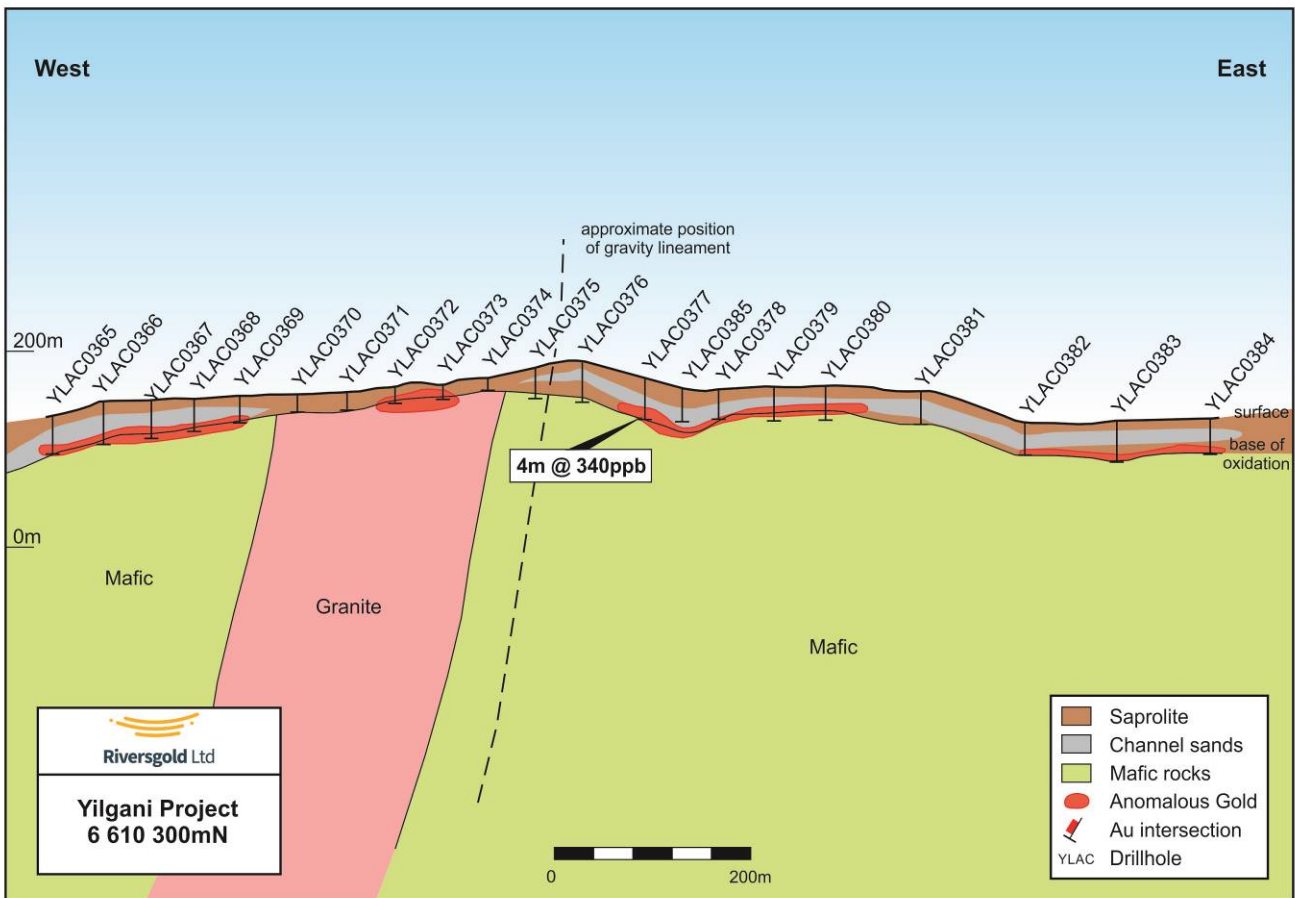 West
East
approximate position
of gravity lineament
200m
YLAC0365
YLAC0366
YLAC0367
YLAC0368
YLAC0369
YLAC0370
YLAC0371
YLAC0372
YLAC0373
YLAC0374
YLAC0375
YLAC0376
YLAC0377
YLAC0385
YLAC0378
YLAC0379
YLAC0380
YLAC0381
YLAC0382
YLAC0383
YLAC0384
surface
base of
oxidation
4m @ 340ppb
0m
Mafic
Granite
Mafic
Riversgold Ltd
Yilgani Project
6 610 300mN
0
200m
Saprolite
Channel sands
Mafic rocks
Anomalous Gold
Au intersection
YLAC Drillhole